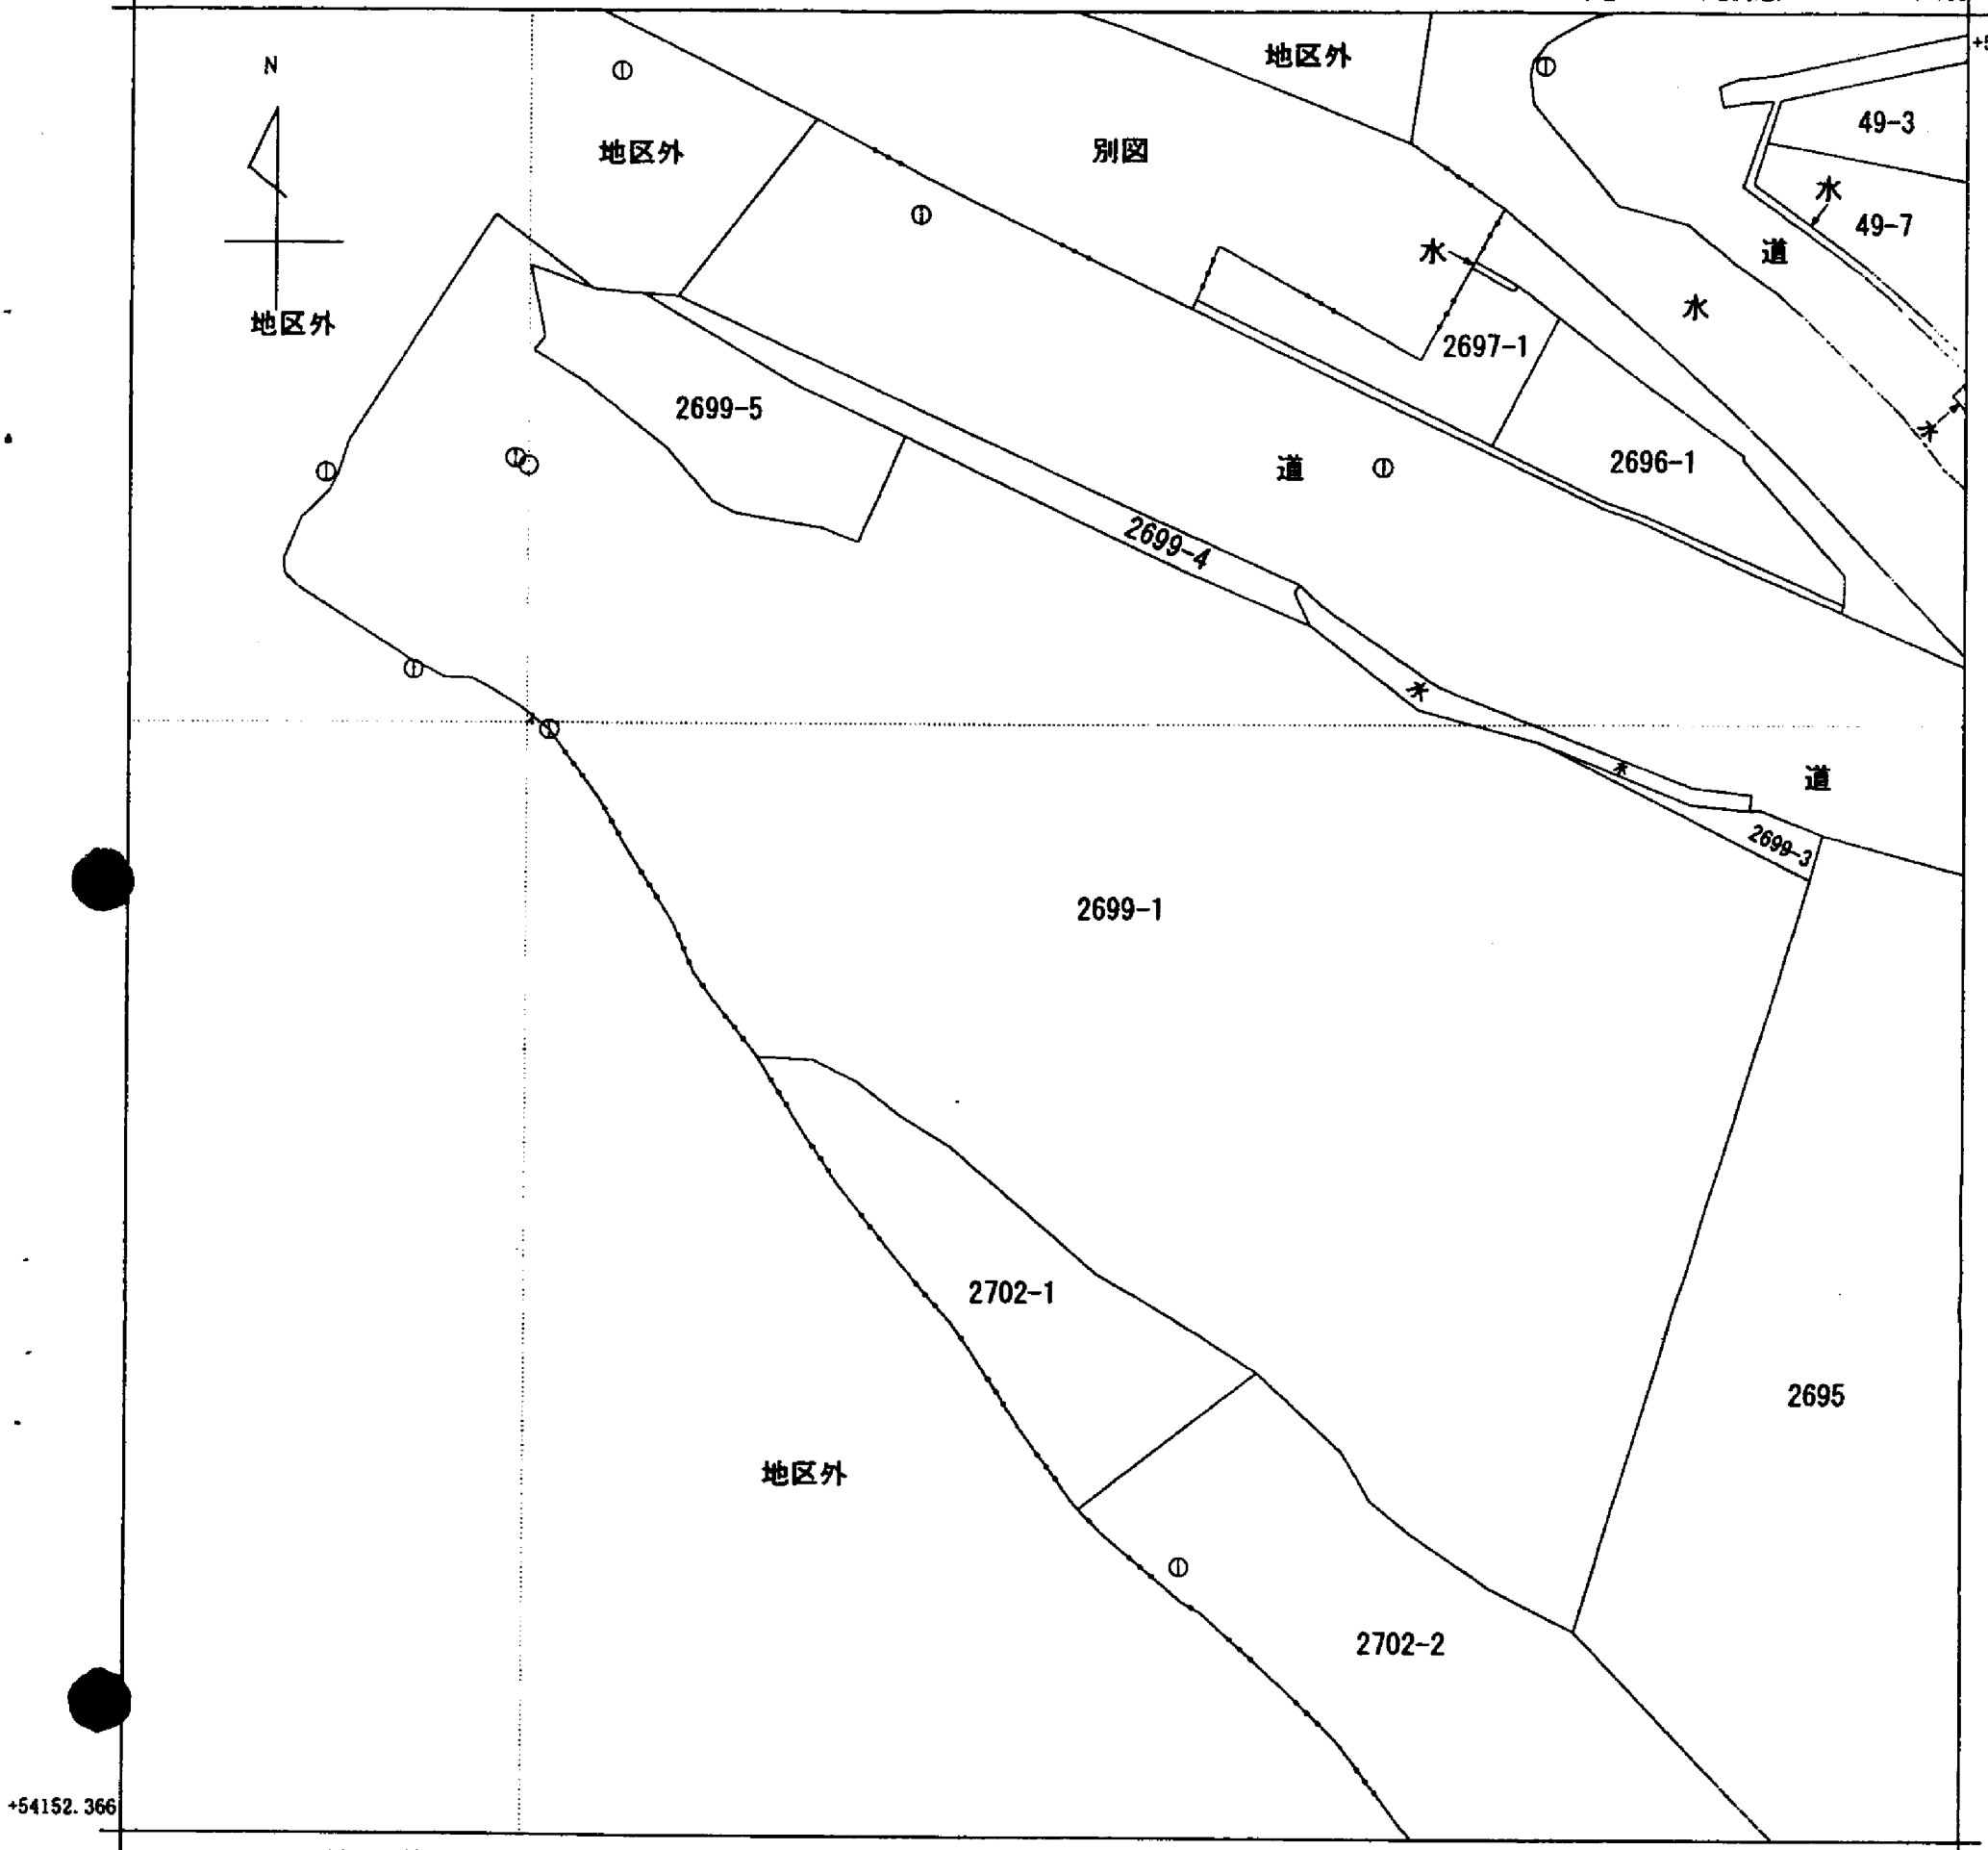 N
地区外
地区外
別図
49-3
水
49-7
道
水
水
地区外
2697-1
2699-5
道
2696-1
水
2699-4
水
水
道
2699-3
2699-1
2702-1
2695
地区外
2702-2
+54152.366